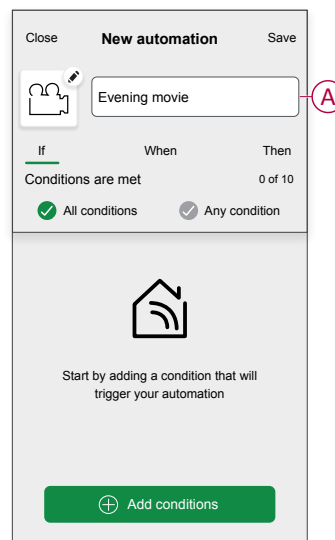 Close New automation Save
Evening movie
A
If When Then
Conditions are met 0 of 10
All conditions Any condition
Start by adding a condition that will
trigger your automation
Add conditions